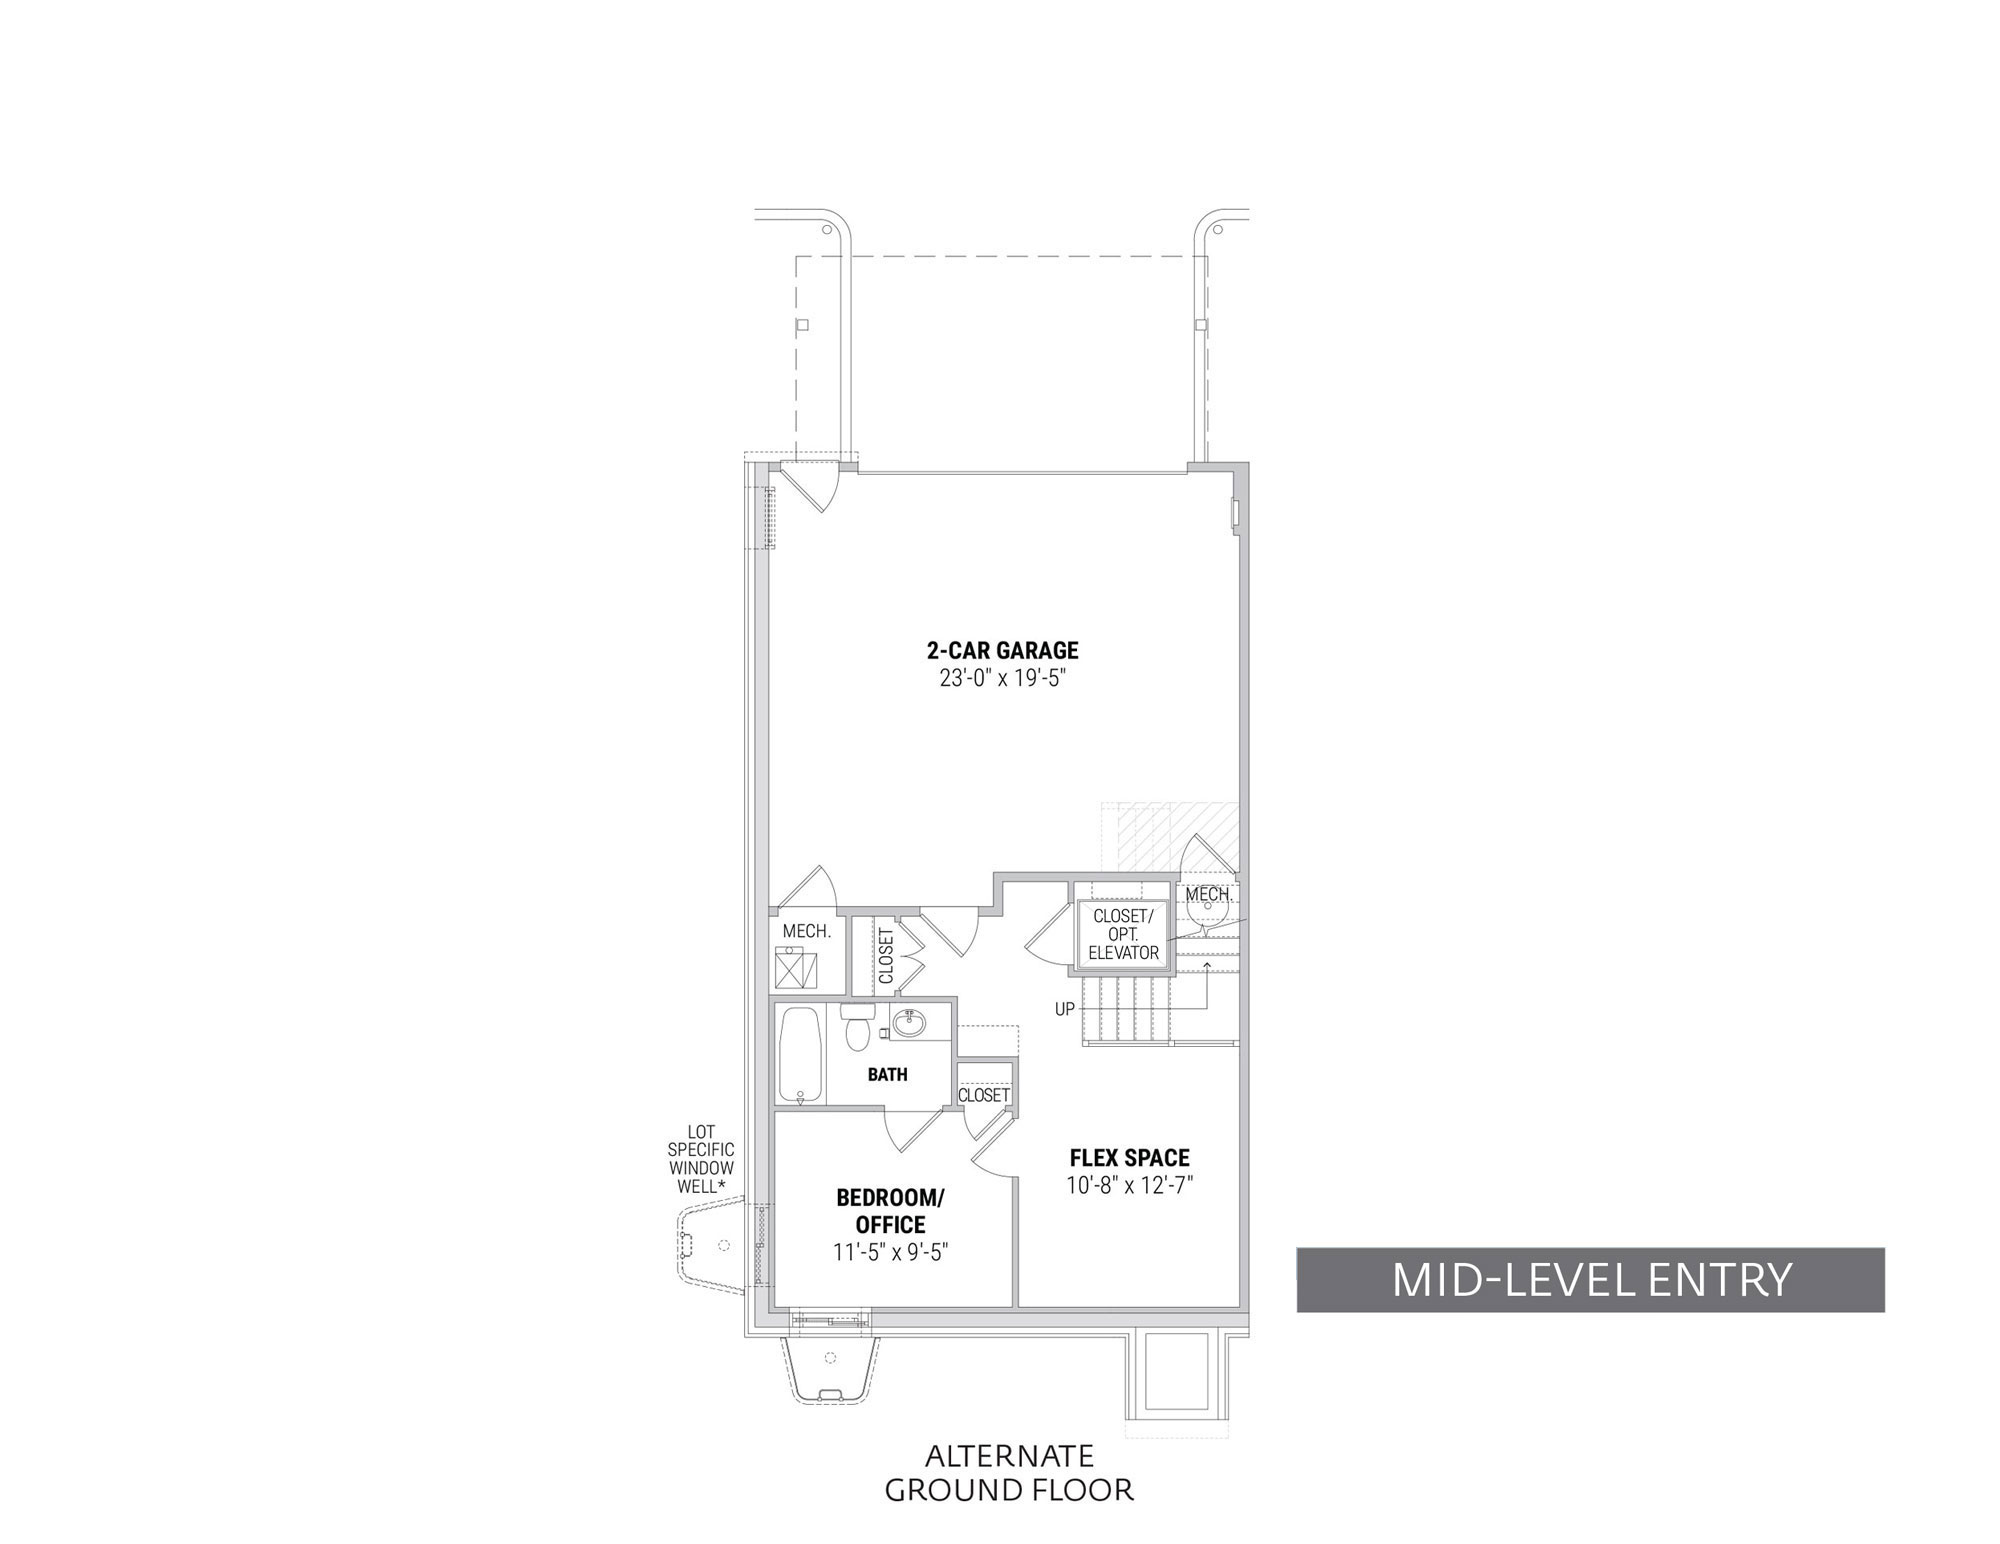 2-CAR GARAGE
23'-0" x 19'-5"
MECH.
CLOSET/
OPT.
ELEVATOR
MECH.
CLOSET
UP
BATH
CLOSET
LOT
SPECIFIC
WINDOW
WELL*
FLEX SPACE
10'-8" x 12'-7"
BEDROOM/
OFFICE
11'-5" x 9'-5"
MID-LEVEL ENTRY
ALTERNATE
GROUND FLOOR